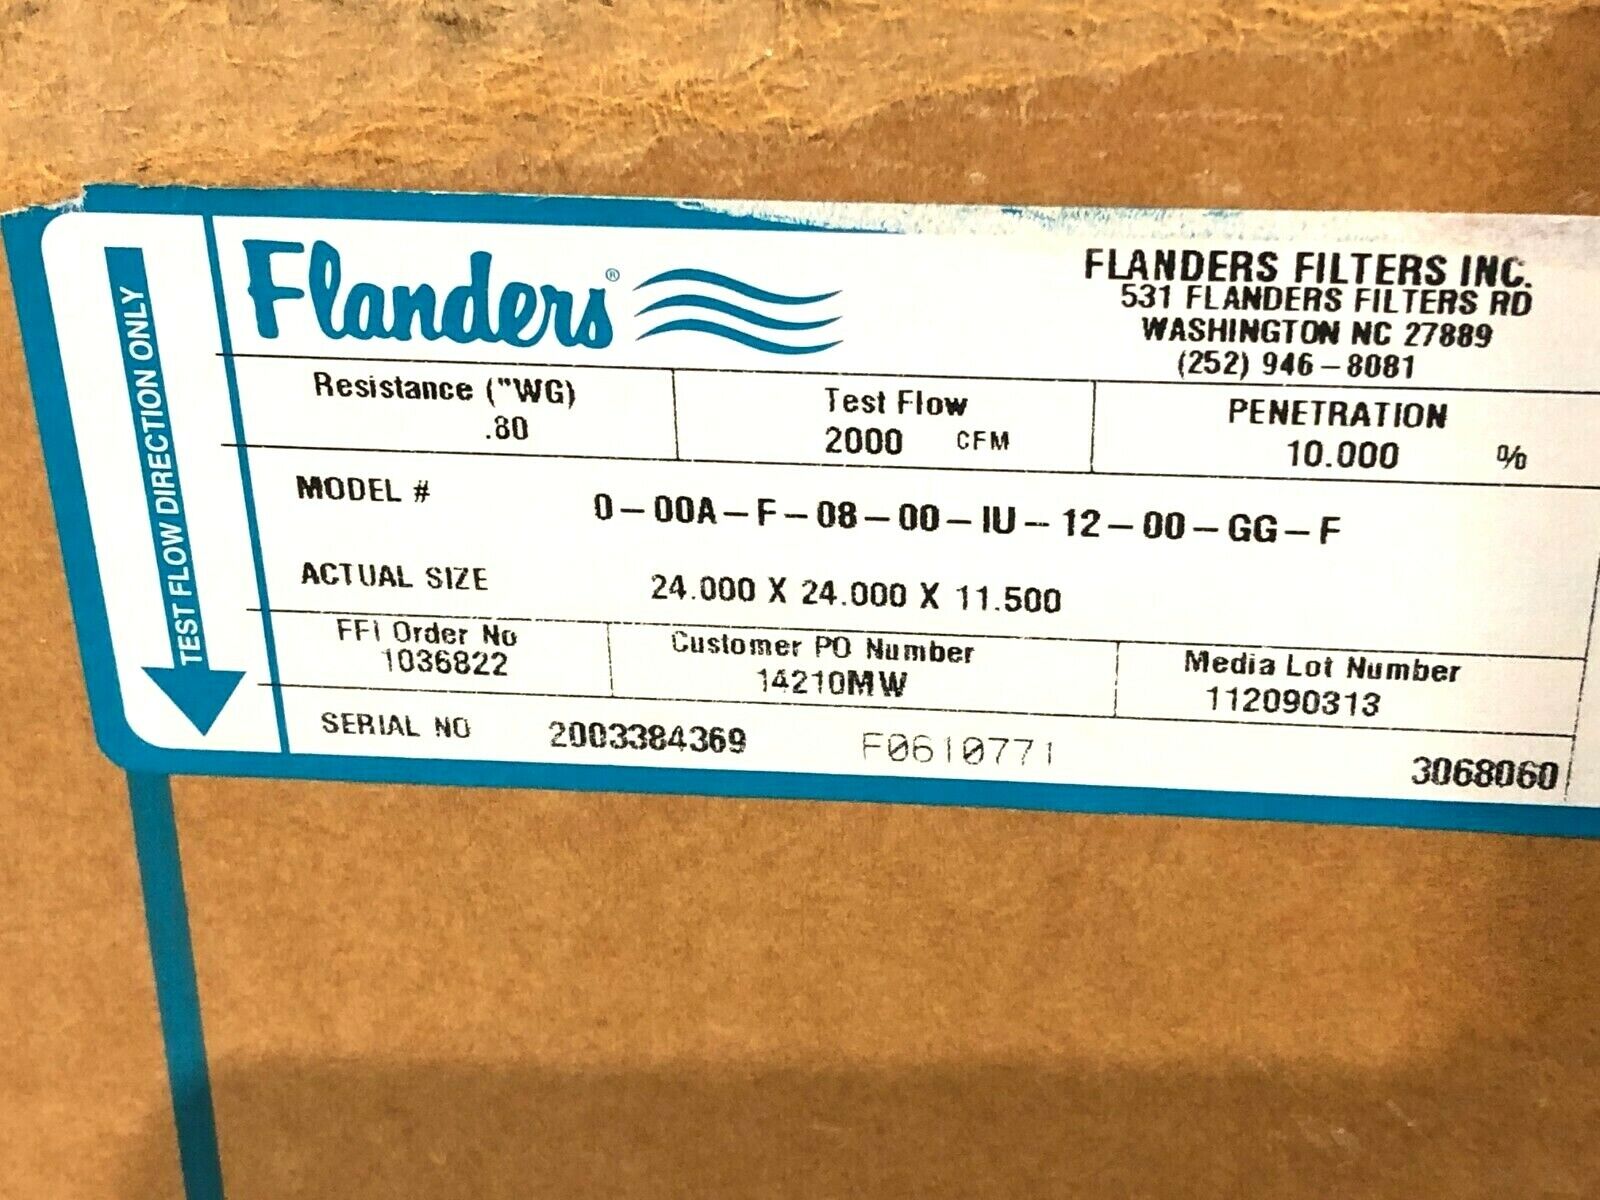 TEST FLOW DIRECTION ONLY
Flanders®
FLANDERS FILTERS INC.
531 FLANDERS FILTERS RD
WASHINGTON NC 27889
(252) 946-8081
Resistance ("WG)
.80
Test Flow
2000 CFM
PENETRATION
10.000 %
MODEL # 0-00A-F-08-00-IU-12-00-GG-F
ACTUAL SIZE 24.000 X 24.000 X 11.500
FFI Order No
1036822
Customer PO Number
14210MW
Media Lot Number
112090313
SERIAL NO 2003384369 F0610771 3068060